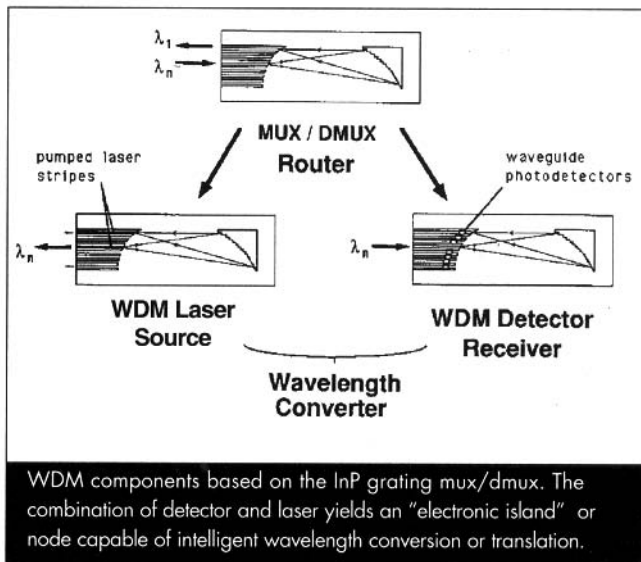 λ1
λn
MUX / DMUX
Router
pumped laser
stripes
waveguide
photodetectors
λn
λn
WDM Laser
Source
WDM Detector
Receiver
Wavelength
Converter
WDM components based on the InP grating mux/dmux. The
combination of detector and laser yields an "electronic island" or
node capable of intelligent wavelength conversion or translation.